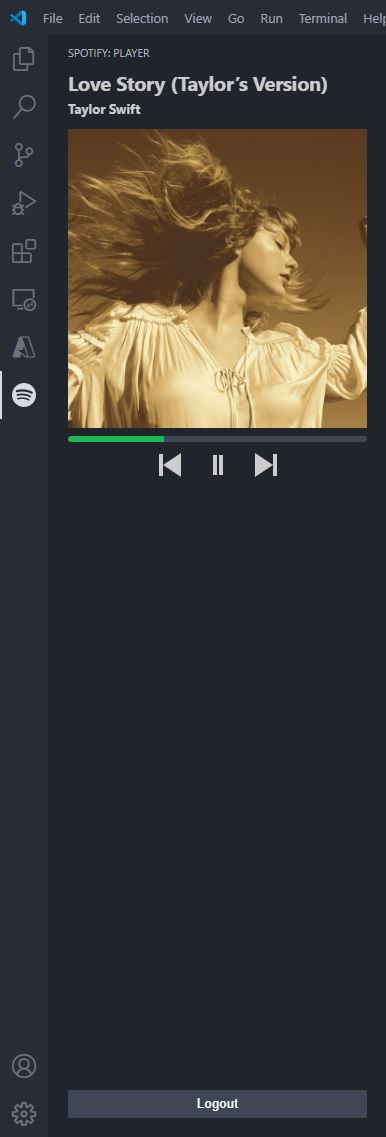 File Edit Selection View Go Run Terminal Help
SPOTIFY: PLAYER
Love Story (Taylor’s Version)
Taylor Swift
Logout